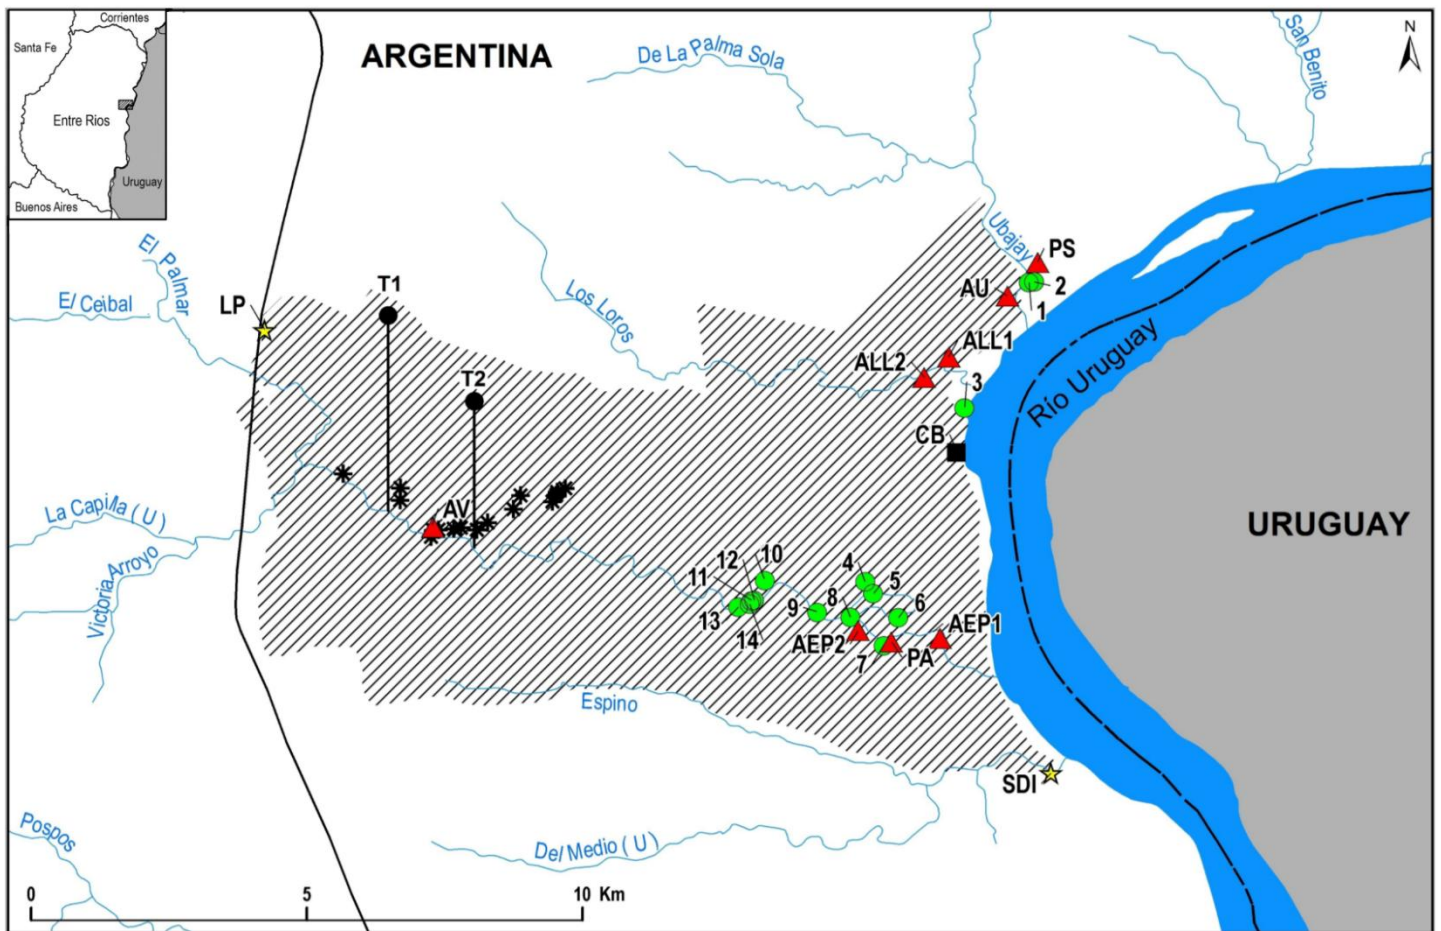 Corrientes
Santa Fe
Entre Rios
Uruguay
Buenos Aires
ARGENTINA
De La Palma Sola
San Benito
N
El Palmar
El Ceibal
LP
T1
T2
Los Loros
Ubajay
PS
AU
2
1
ALL1
ALL2
3
CB
Río Uruguay
URUGUAY
La Capilla ( U )
Victoria Arroyo
AV
12
10
11
13
14
4
5
8
9
6
AEP2
7
PA
AEP1
Espino
SDI
Pospos
Del Medio ( U )
0 5 10 Km